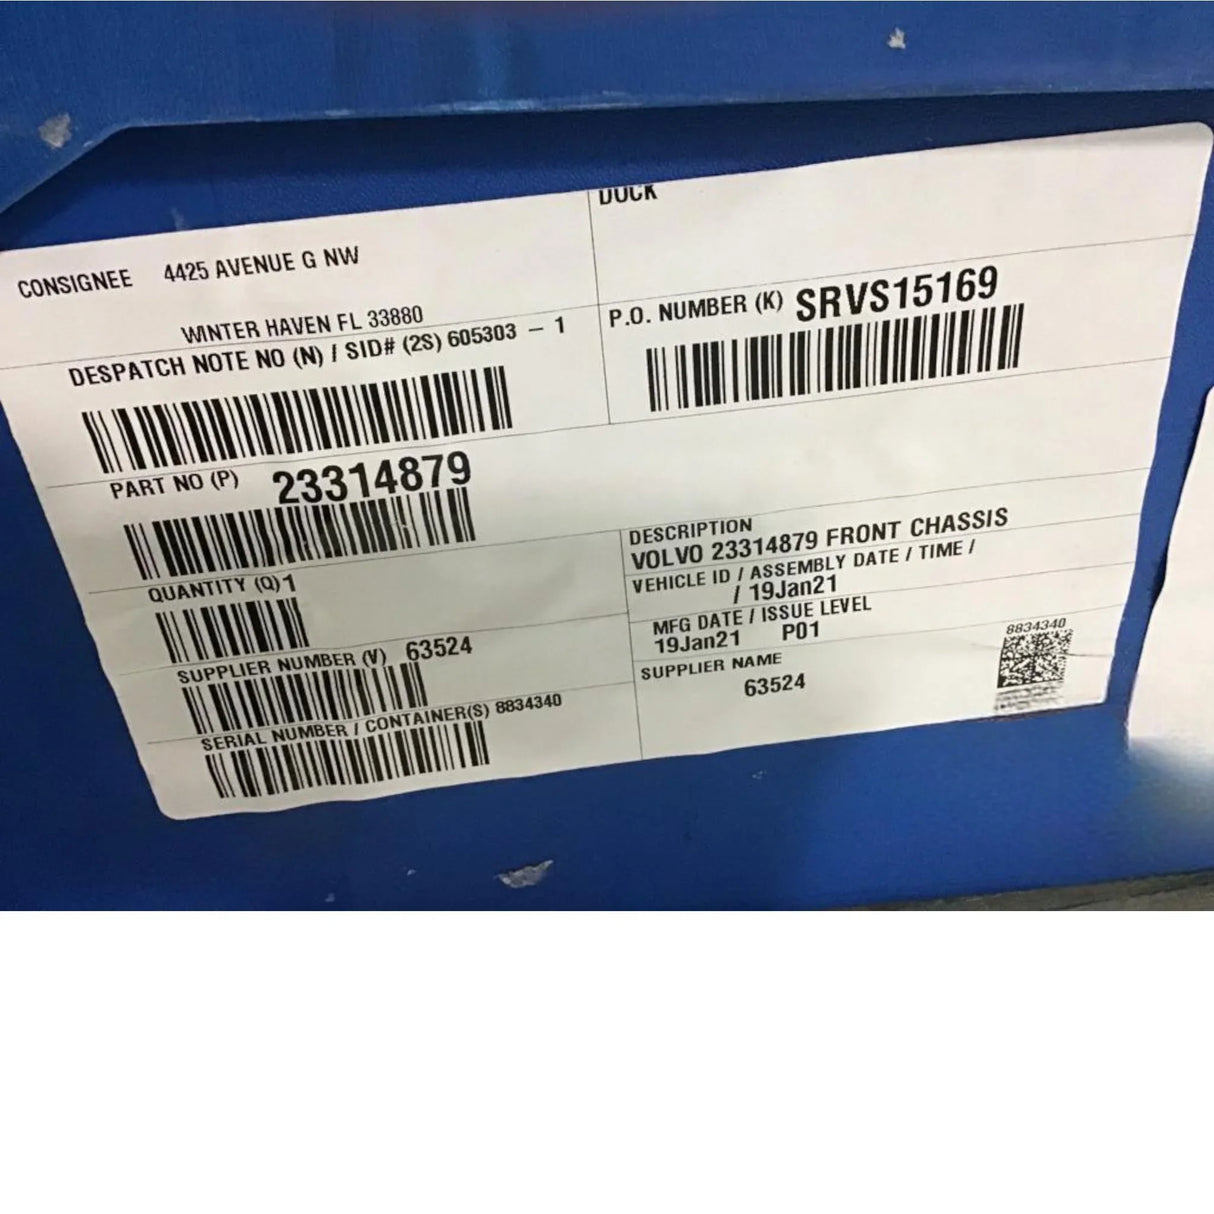 DOCK
CONSIGNEE 4425 AVENUE G NW
WINTER HAVEN FL 33880
DESPATCH NOTE NO (N) / SID# (2S) 605303 – 1
P.O. NUMBER (K) SRVS15169
PART NO (P) 23314879
QUANTITY (Q) 1
SUPPLIER NUMBER (V) 63524
SERIAL NUMBER / CONTAINER(S) 8834340
DESCRIPTION
VOLVO 23314879 FRONT CHASSIS
VEHICLE ID / ASSEMBLY DATE / TIME /
/ 19Jan21
MFG DATE / ISSUE LEVEL
19Jan21 P01
SUPPLIER NAME
63524
8834340